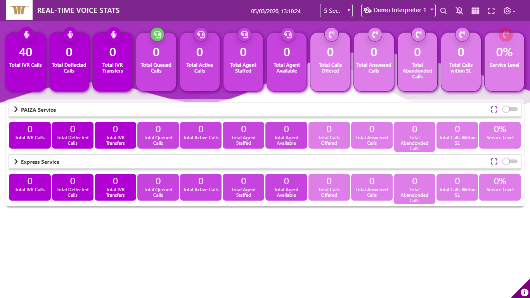 REAL-TIME VOICE STATS
05/03/2020, 13:10:24
5 Sec.
Demo Interpreter 1
40 0 0 0 0 0 0 0 0 0 0 0%
Total IVR Calls Total Deflected Calls Total IVR Transfers Total Queued Calls Total Active Calls Total Agent Staffed Total Agent Available Total Calls Offered Total Answered Calls Total Abandoned Calls Total Calls within SL Service Level
PAIZA Service
0 0 0 0 0 0 0 0 0 0 0 0%
Total IVR Calls Total Deflected Calls Total IVR Transfers Total Queued Calls Total Active Calls Total Agent Staffed Total Agent Available Total Calls Offered Total Answered Calls Total Abandoned Calls Total Calls Within SL Service Level
Express Service
0 0 0 0 0 0 0 0 0 0 0 0%
Total IVR Calls Total Deflected Calls Total IVR Transfers Total Queued Calls Total Active Calls Total Agent Staffed Total Agent Available Total Calls Offered Total Answered Calls Total Abandoned Calls Total Calls Within SL Service Level